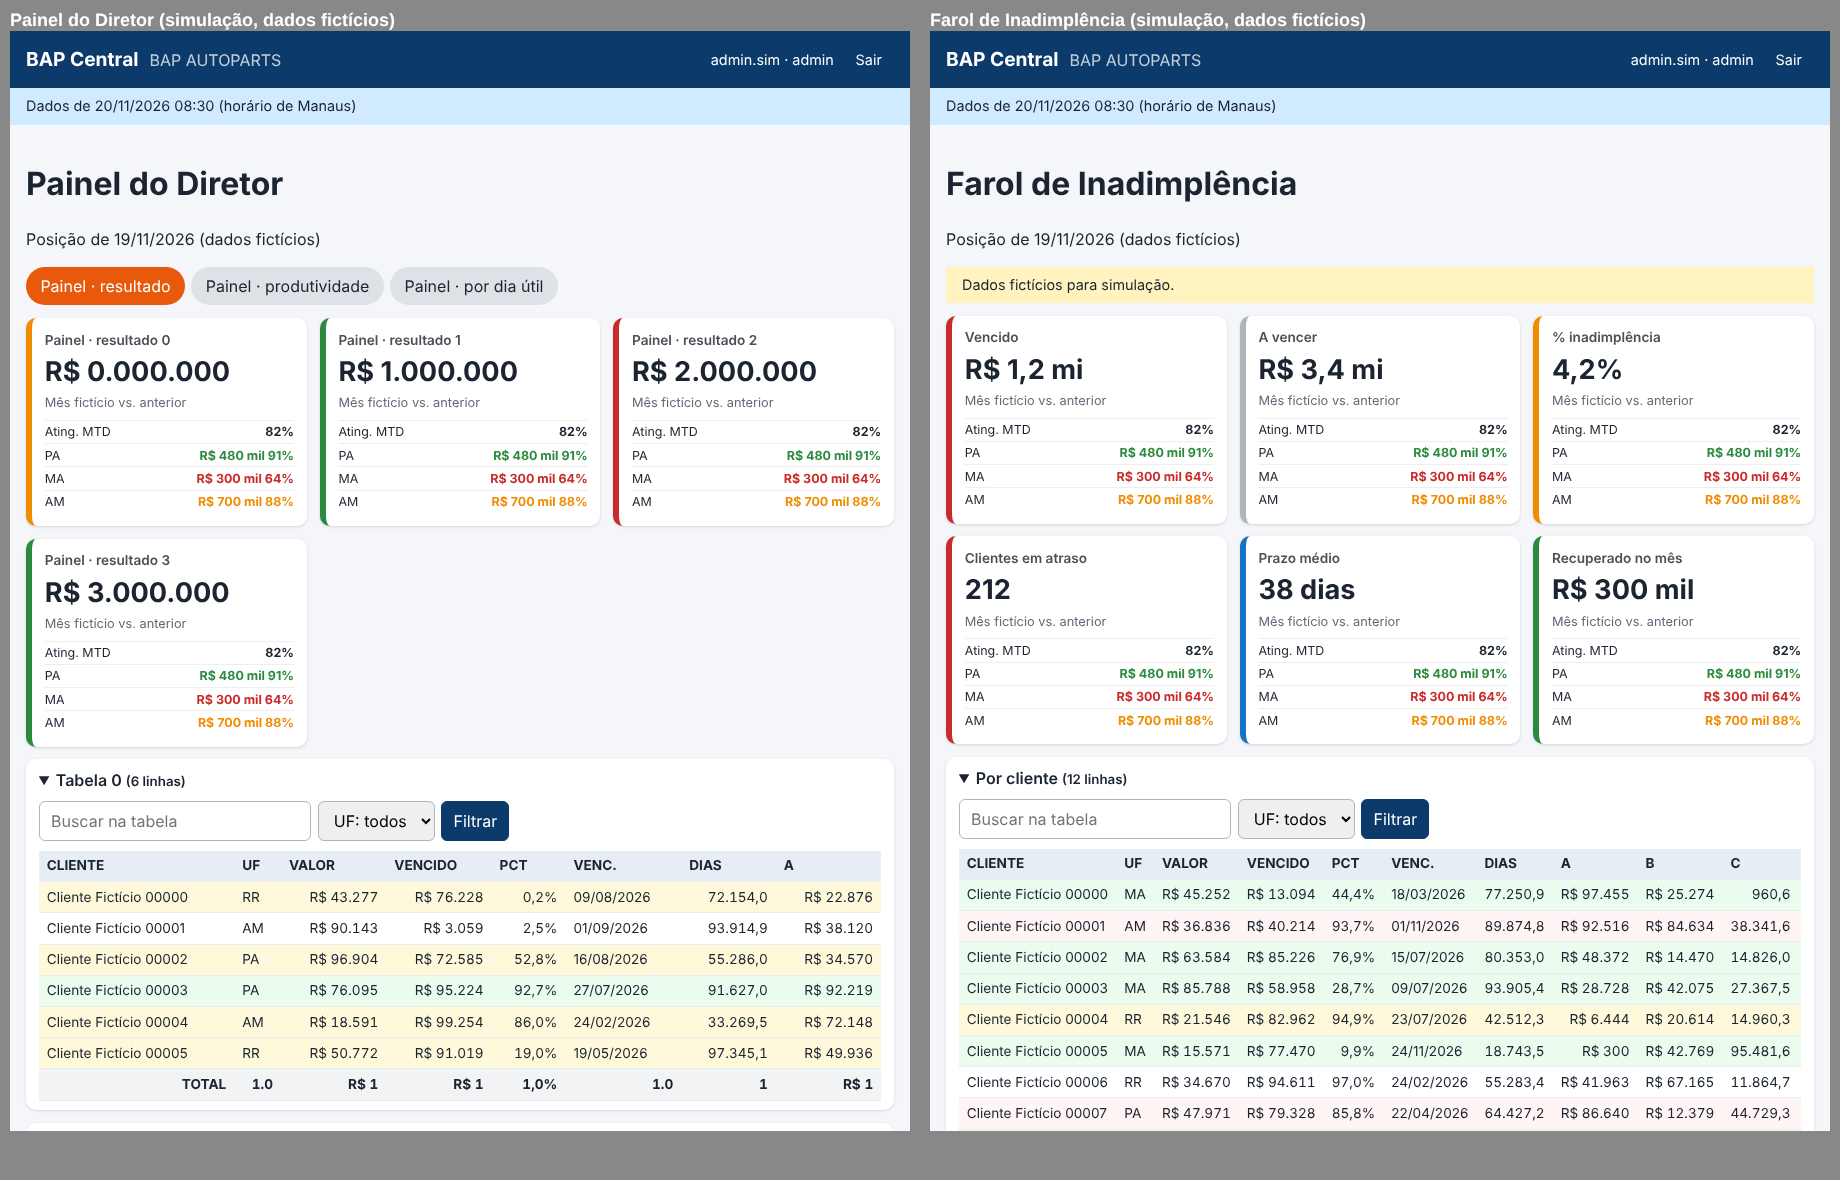 Painel do Diretor (simulação, dados fictícios)
BAP Central BAP AUTOPARTS admin.sim · admin Sair
Dados de 20/11/2026 08:30 (horário de Manaus)
Painel do Diretor
Posição de 19/11/2026 (dados fictícios)
Painel · resultado Painel · produtividade Painel · por dia útil
Painel · resultado 0
R$ 0.000.000
Mês fictício vs. anterior
Ating. MTD 82%
PA R$ 480 mil 91%
MA R$ 300 mil 64%
AM R$ 700 mil 88%
Painel · resultado 1
R$ 1.000.000
Mês fictício vs. anterior
Ating. MTD 82%
PA R$ 480 mil 91%
MA R$ 300 mil 64%
AM R$ 700 mil 88%
Painel · resultado 2
R$ 2.000.000
Mês fictício vs. anterior
Ating. MTD 82%
PA R$ 480 mil 91%
MA R$ 300 mil 64%
AM R$ 700 mil 88%
Painel · resultado 3
R$ 3.000.000
Mês fictício vs. anterior
Ating. MTD 82%
PA R$ 480 mil 91%
MA R$ 300 mil 64%
AM R$ 700 mil 88%
▼ Tabela 0 (6 linhas)
Buscar na tabela UF: todos Filtrar
CLIENTE UF VALOR VENCIDO PCT VENC. DIAS A
Cliente Fictício 00000 RR R$ 43.277 R$ 76.228 0,2% 09/08/2026 72.154,0 R$ 22.876
Cliente Fictício 00001 AM R$ 90.143 R$ 3.059 2,5% 01/09/2026 93.914,9 R$ 38.120
Cliente Fictício 00002 PA R$ 96.904 R$ 72.585 52,8% 16/08/2026 55.286,0 R$ 34.570
Cliente Fictício 00003 PA R$ 76.095 R$ 95.224 92,7% 27/07/2026 91.627,0 R$ 92.219
Cliente Fictício 00004 AM R$ 18.591 R$ 99.254 86,0% 24/02/2026 33.269,5 R$ 72.148
Cliente Fictício 00005 RR R$ 50.772 R$ 91.019 19,0% 19/05/2026 97.345,1 R$ 49.936
TOTAL 1.0 R$ 1 R$ 1 1,0% 1.0 1 R$ 1
Farol de Inadimplência (simulação, dados fictícios)
BAP Central BAP AUTOPARTS admin.sim · admin Sair
Dados de 20/11/2026 08:30 (horário de Manaus)
Farol de Inadimplência
Posição de 19/11/2026 (dados fictícios)
Dados fictícios para simulação.
Vencido
R$ 1,2 mi
Mês fictício vs. anterior
Ating. MTD 82%
PA R$ 480 mil 91%
MA R$ 300 mil 64%
AM R$ 700 mil 88%
A vencer
R$ 3,4 mi
Mês fictício vs. anterior
Ating. MTD 82%
PA R$ 480 mil 91%
MA R$ 300 mil 64%
AM R$ 700 mil 88%
% inadimplência
4,2%
Mês fictício vs. anterior
Ating. MTD 82%
PA R$ 480 mil 91%
MA R$ 300 mil 64%
AM R$ 700 mil 88%
Clientes em atraso
212
Mês fictício vs. anterior
Ating. MTD 82%
PA R$ 480 mil 91%
MA R$ 300 mil 64%
AM R$ 700 mil 88%
Prazo médio
38 dias
Mês fictício vs. anterior
Ating. MTD 82%
PA R$ 480 mil 91%
MA R$ 300 mil 64%
AM R$ 700 mil 88%
Recuperado no mês
R$ 300 mil
Mês fictício vs. anterior
Ating. MTD 82%
PA R$ 480 mil 91%
MA R$ 300 mil 64%
AM R$ 700 mil 88%
▼ Por cliente (12 linhas)
Buscar na tabela UF: todos Filtrar
CLIENTE UF VALOR VENCIDO PCT VENC. DIAS A B C
Cliente Fictício 00000 MA R$ 45.252 R$ 13.094 44,4% 18/03/2026 77.250,9 R$ 97.455 R$ 25.274 960,6
Cliente Fictício 00001 AM R$ 36.836 R$ 40.214 93,7% 01/11/2026 89.874,8 R$ 92.516 R$ 84.634 38.341,6
Cliente Fictício 00002 MA R$ 63.584 R$ 85.226 76,9% 15/07/2026 80.353,0 R$ 48.372 R$ 14.470 14.826,0
Cliente Fictício 00003 MA R$ 85.788 R$ 58.958 28,7% 09/07/2026 93.905,4 R$ 28.728 R$ 42.075 27.367,5
Cliente Fictício 00004 RR R$ 21.546 R$ 82.962 94,9% 23/07/2026 42.512,3 R$ 6.444 R$ 20.614 14.960,3
Cliente Fictício 00005 MA R$ 15.571 R$ 77.470 9,9% 24/11/2026 18.743,5 R$ 300 R$ 42.769 95.481,6
Cliente Fictício 00006 RR R$ 34.670 R$ 94.611 97,0% 24/02/2026 55.283,4 R$ 41.963 R$ 67.165 11.864,7
Cliente Fictício 00007 PA R$ 47.971 R$ 79.328 85,8% 22/04/2026 64.427,2 R$ 86.640 R$ 12.379 44.729,3